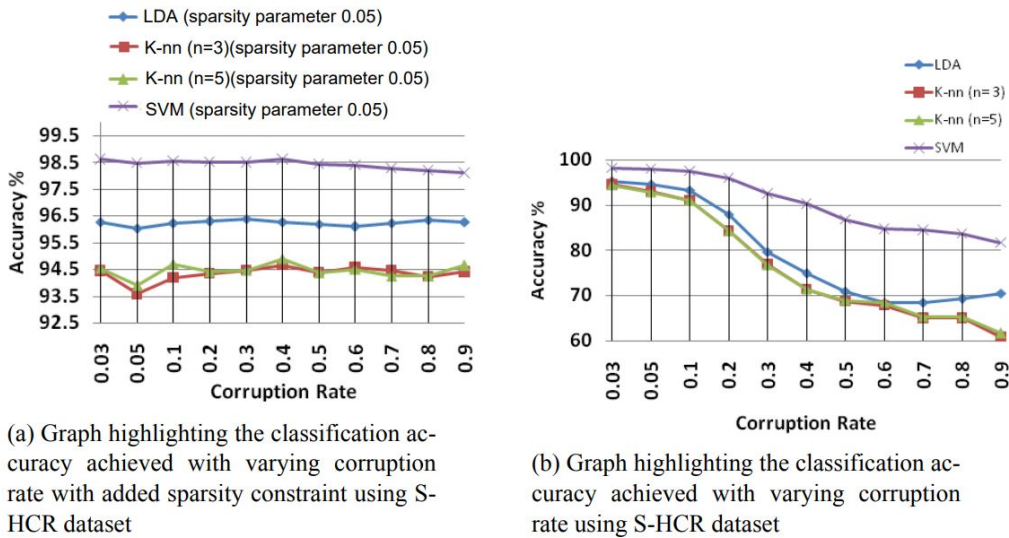 LDA (sparsity parameter 0.05)
K-nn (n=3)(sparsity parameter 0.05)
K-nn (n=5)(sparsity parameter 0.05)
SVM (sparsity parameter 0.05)
99.5
98.5
97.5
96.5
95.5
94.5
93.5
92.5
Accuracy %
0.03
0.05
0.1
0.2
0.3
0.4
0.5
0.6
0.7
0.8
0.9
Corruption Rate
(a) Graph highlighting the classification ac-
curacy achieved with varying corruption
rate with added sparsity constraint using S-
HCR dataset
LDA
K-nn (n= 3)
K-nn (n=5)
SVM
100
90
80
70
60
Accuracy %
0.03
0.05
0.1
0.2
0.3
0.4
0.5
0.6
0.7
0.8
0.9
Corruption Rate
(b) Graph highlighting the classification ac-
curacy achieved with varying corruption
rate using S-HCR dataset